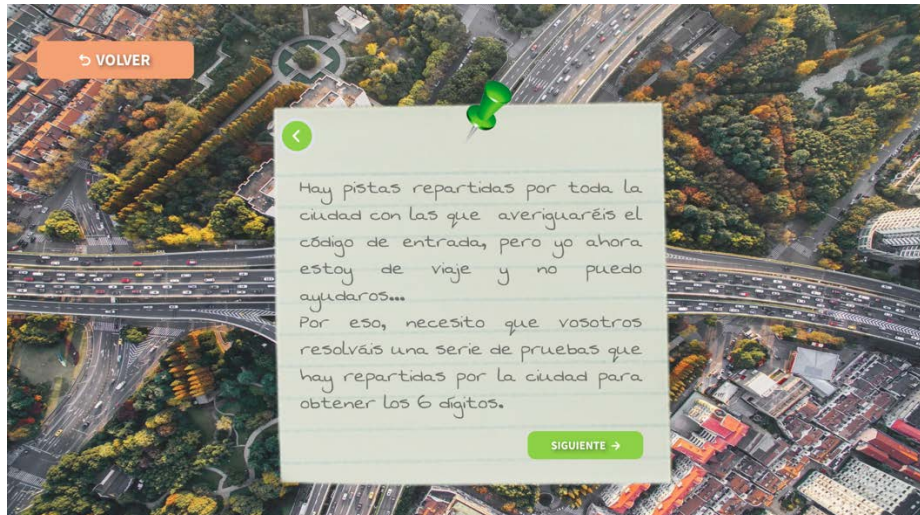 VOLVER
Hay pistas repartidas por toda la
ciudad con las que averiguaréis el
código de entrada, pero yo ahora
estoy de viaje y no puedo
ayudaros...
Por eso, necesito que vosotros
resolváis una serie de pruebas que
hay repartidas por la ciudad para
obtener los 6 dígitos.
SIGUIENTE →